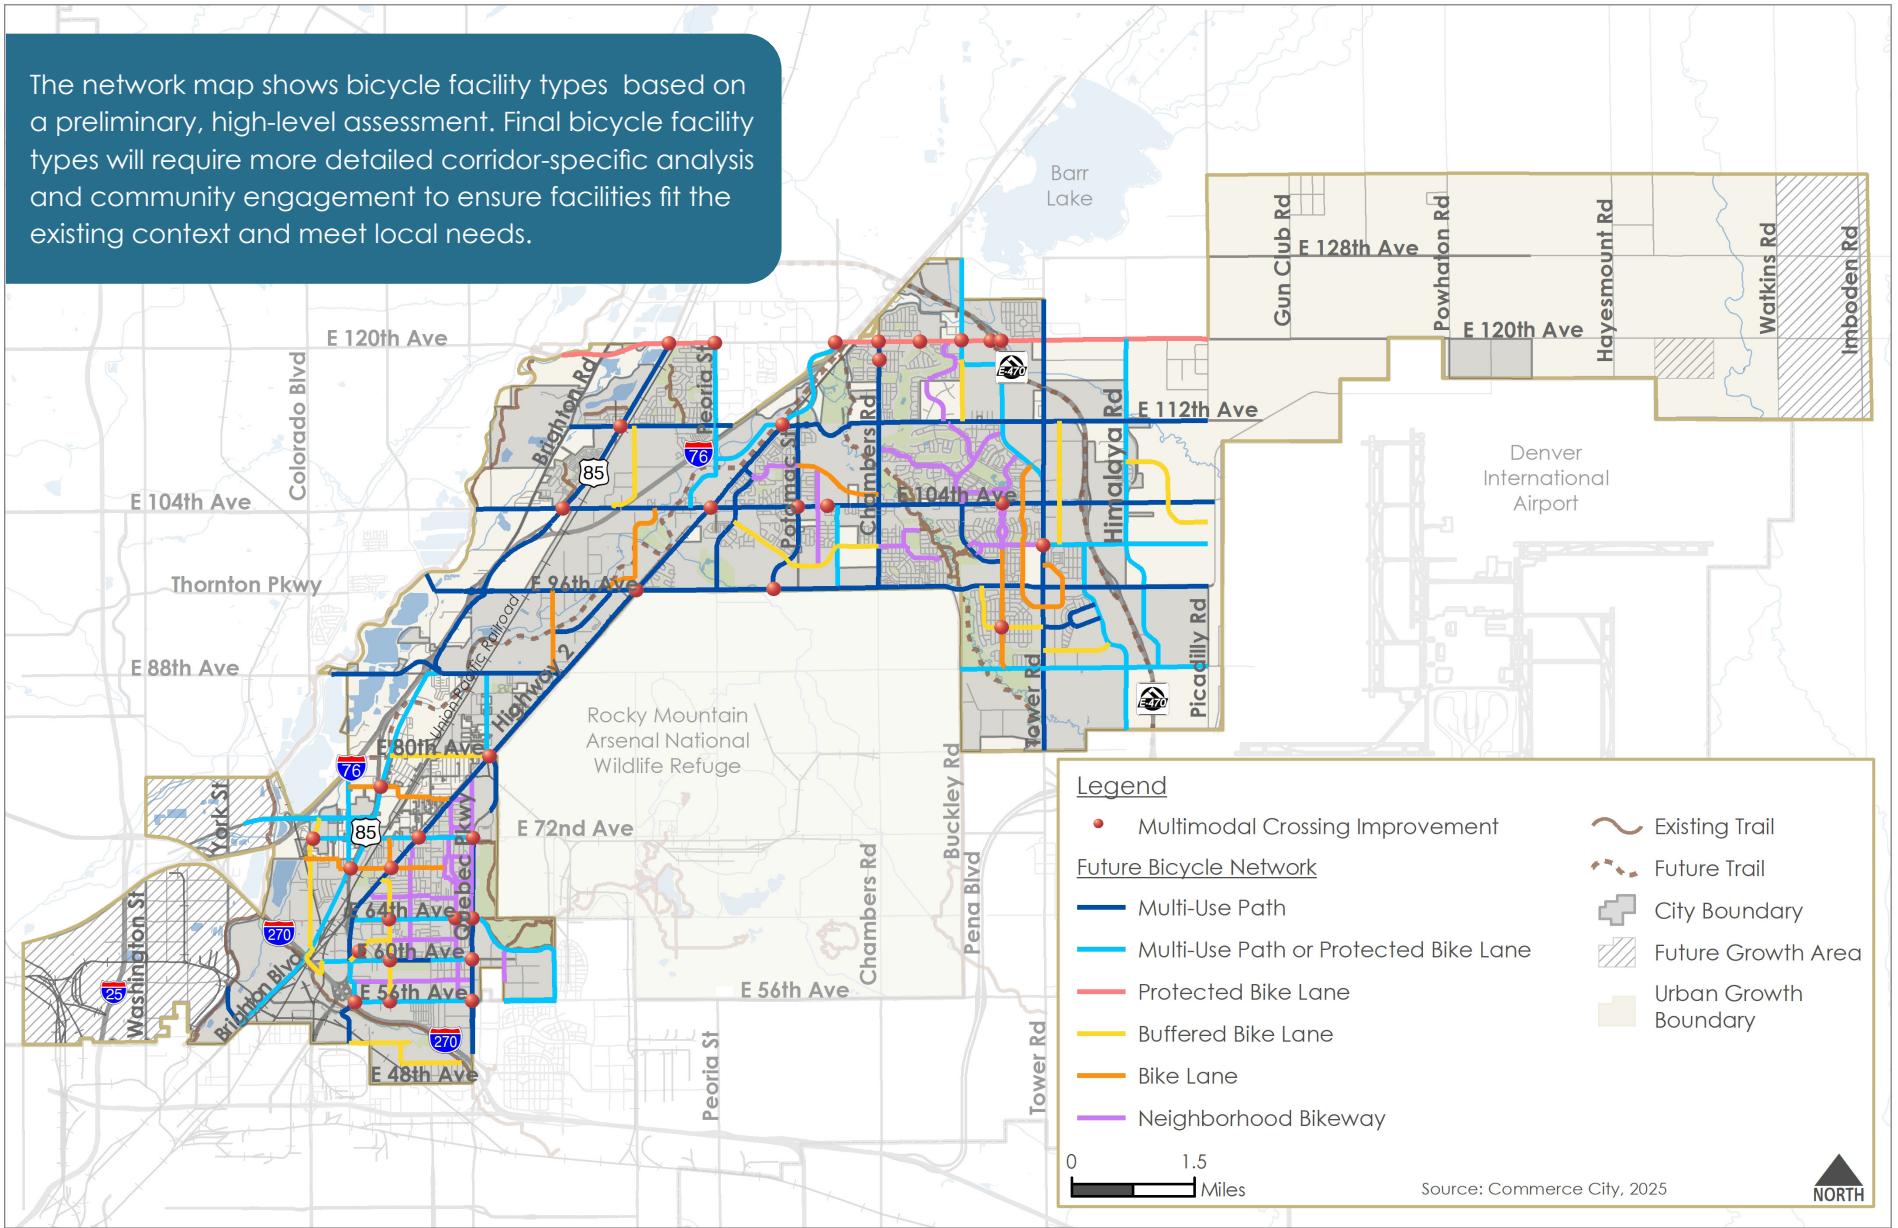 The network map shows bicycle facility types based on
a preliminary, high-level assessment. Final bicycle facility
types will require more detailed corridor-specific analysis
and community engagement to ensure facilities fit the
existing context and meet local needs.
Barr
Lake
Gun Club Rd
E 128th Ave
Powhaton Rd
Hayesmount Rd
Watkins Rd
Imboden Rd
E 120th Ave
E 120th Ave
Colorado Blvd
Brighton Rd
Peoria St
E-470
Himalaya Rd
E 112th Ave
85
76
Potomac St
Chambers Rd
Denver
International
Airport
E 104th Ave
E 104th Ave
Thornton Pkwy
E 96th Ave
Union Pacific Railroad
E 88th Ave
Highway 2
Picadilly Rd
Tower Rd
E-470
Rocky Mountain
Arsenal National
Wildlife Refuge
E 80th Ave
76
York St
85
Quebec Pkwy
E 72nd Ave
Buckley Rd
Chambers Rd
Pena Blvd
E 64th Ave
270
E 60th Ave
Washington St
25
Brighton Blvd
E 56th Ave
E 56th Ave
270
E 48th Ave
Peoria St
Tower Rd
Legend
Multimodal Crossing Improvement
Future Bicycle Network
Multi-Use Path
Multi-Use Path or Protected Bike Lane
Protected Bike Lane
Buffered Bike Lane
Bike Lane
Neighborhood Bikeway
Existing Trail
Future Trail
City Boundary
Future Growth Area
Urban Growth
Boundary
0 1.5
Miles
Source: Commerce City, 2025
NORTH